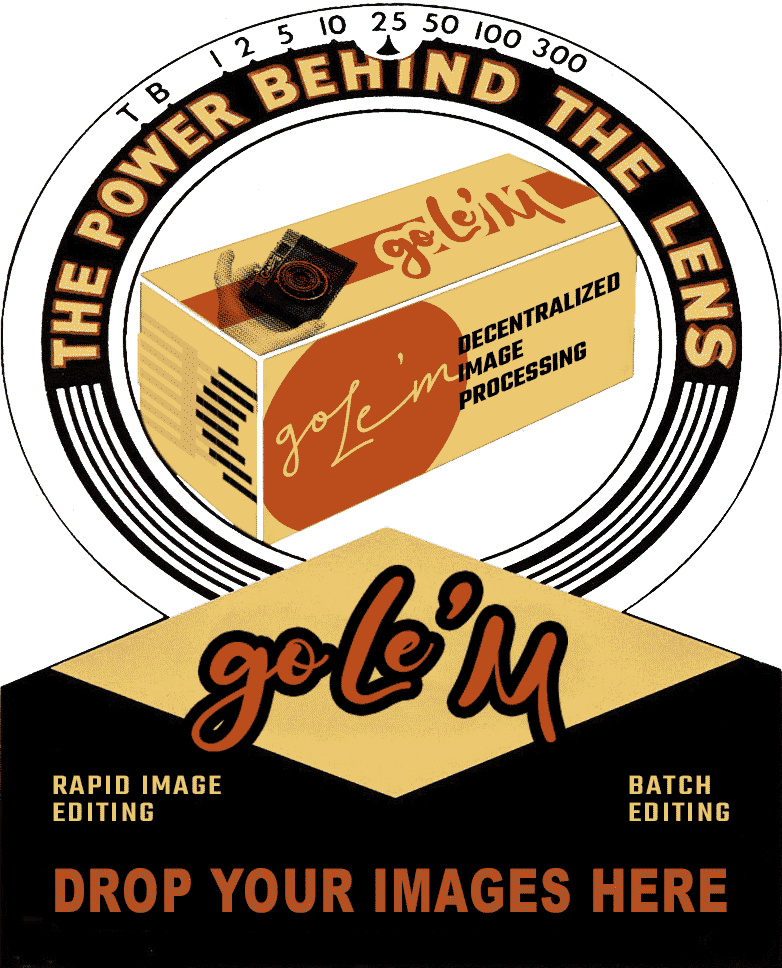 T B 1 2 5 10 25 50 100 300
THE POWER BEHIND THE LENS
goLe'M
goLe'm
DECENTRALIZED
IMAGE
PROCESSING
goLe'M
RAPID IMAGE
EDITING
BATCH
EDITING
DROP YOUR IMAGES HERE